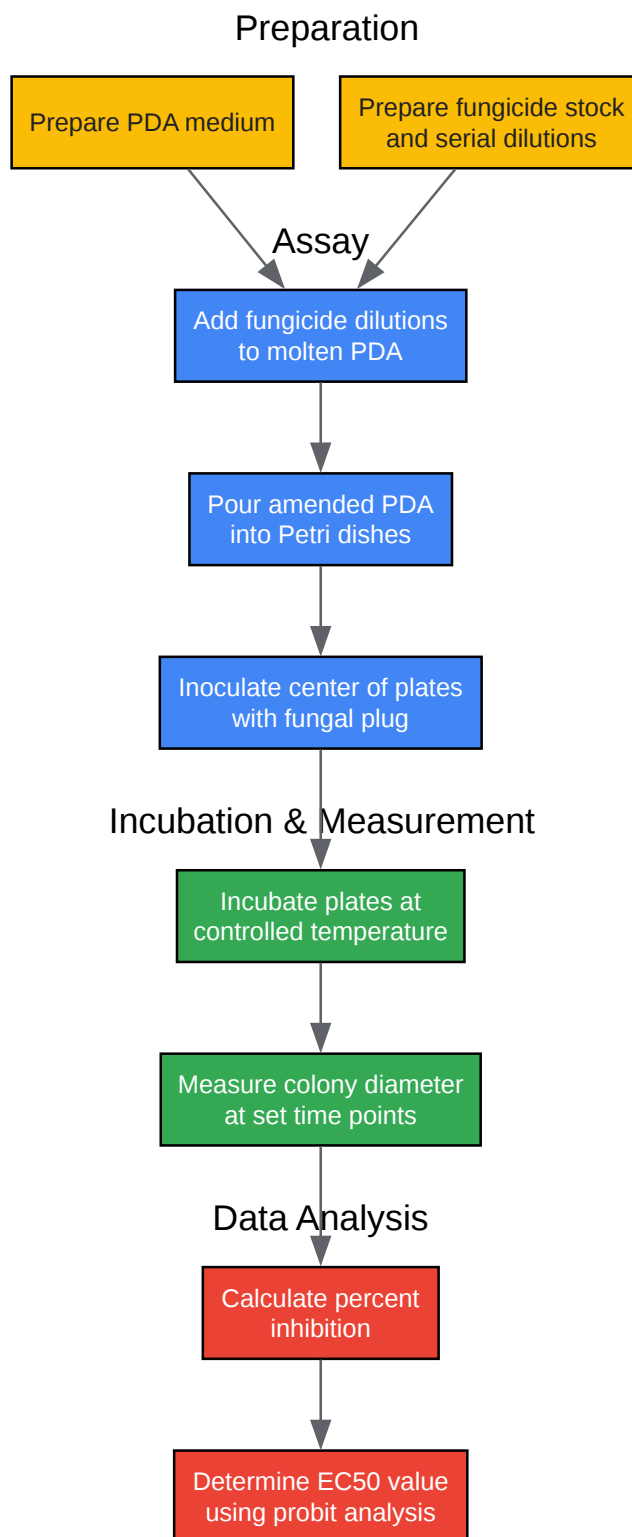 Preparation
Prepare PDA medium
Prepare fungicide stock
and serial dilutions
Assay
Add fungicide dilutions
to molten PDA
Pour amended PDA
into Petri dishes
Inoculate center of plates
with fungal plug
Incubation & Measurement
Incubate plates at
controlled temperature
Measure colony diameter
at set time points
Data Analysis
Calculate percent
inhibition
Determine EC50 value
using probit analysis